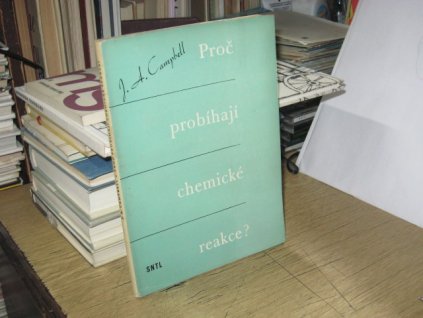 J. A. Campbell
Proč
probíhají
chemické
reakce?
SNTL